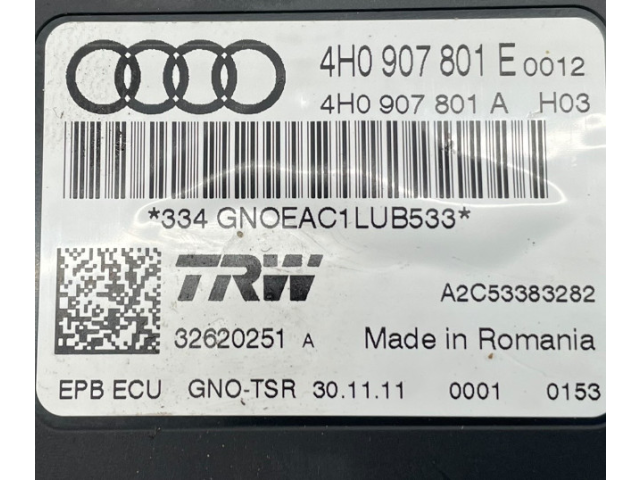 4H0 907 801 E 0012
4H0 907 801 A H03
*334 GNOEAC1LUB533*
TRW
A2C53383282
32620251 A Made in Romania
EPB ECU GNO-TSR 30.11.11 0001 0153